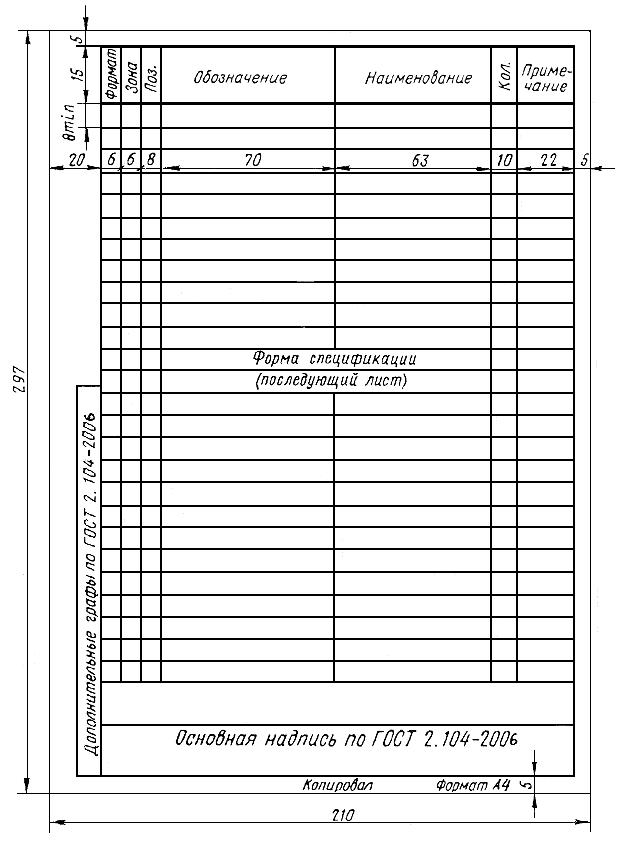 5
15
8min
Формат
Зона
Поз.
Обозначение
Наименование
Кол.
Приме-
чание
20 6 6 8 70 63 10 22 5
297
Форма спецификации
(последующий лист)
Дополнительные графы по ГОСТ 2.104-2006
Основная надпись по ГОСТ 2.104-2006
Копировал Формат А4 5
210